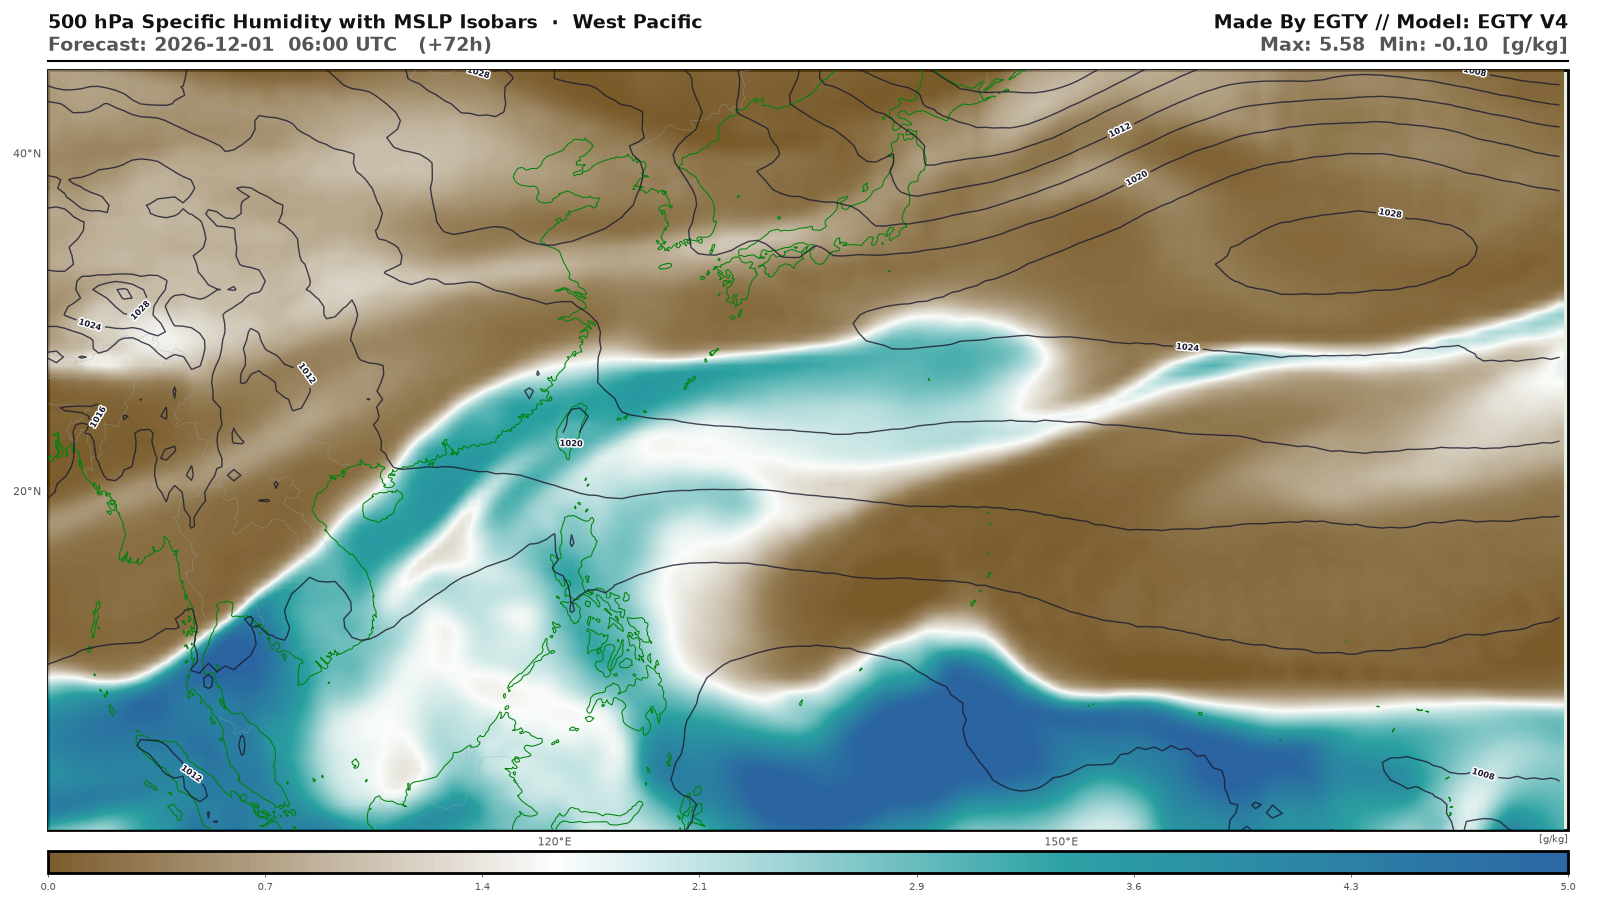 500 hPa Specific Humidity with MSLP Isobars · West Pacific
Made By EGTY // Model: EGTY V4
Forecast: 2026-12-01 06:00 UTC (+72h)
Max: 5.58 Min: -0.10 [g/kg]
1028
1008
1012
40°N
1020
1028
1028
1024
1024
1012
1016
1020
20°N
1012
1008
120°E
150°E
[g/kg]
0.0
0.7
1.4
2.1
2.9
3.6
4.3
5.0